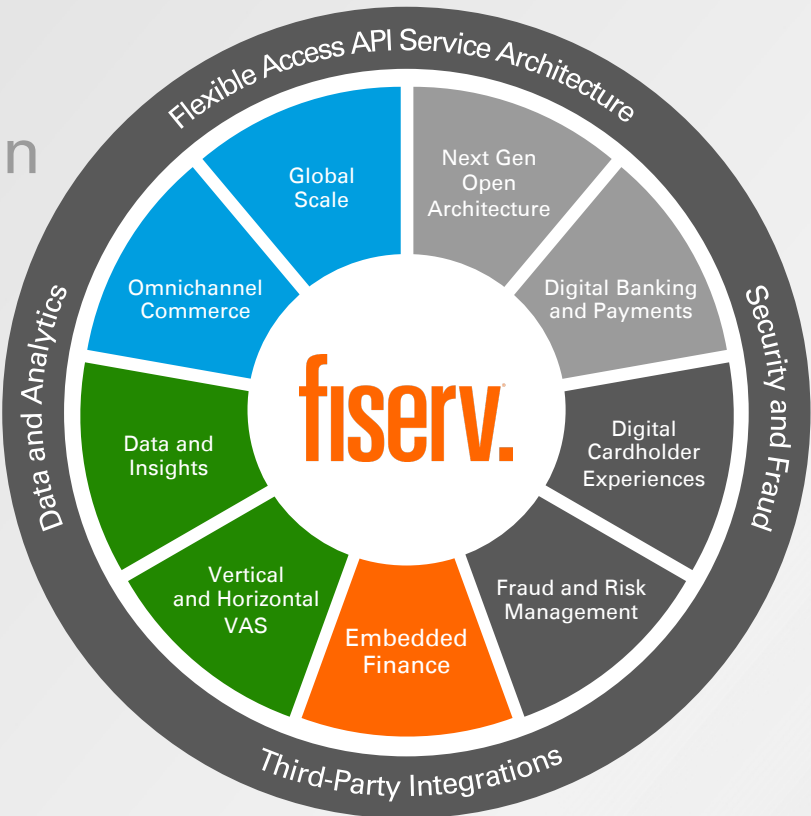 Flexible Access API Service Architecture
n
Global
Scale
Next Gen
Open
Architecture
Omnichannel
Commerce
Digital Banking
and Payments
Data and Analytics
Security and Fraud
fiserv.
Data and
Insights
Digital
Cardholder
Experiences
Vertical
and Horizontal
VAS
Fraud and Risk
Management
Embedded
Finance
Third-Party Integrations